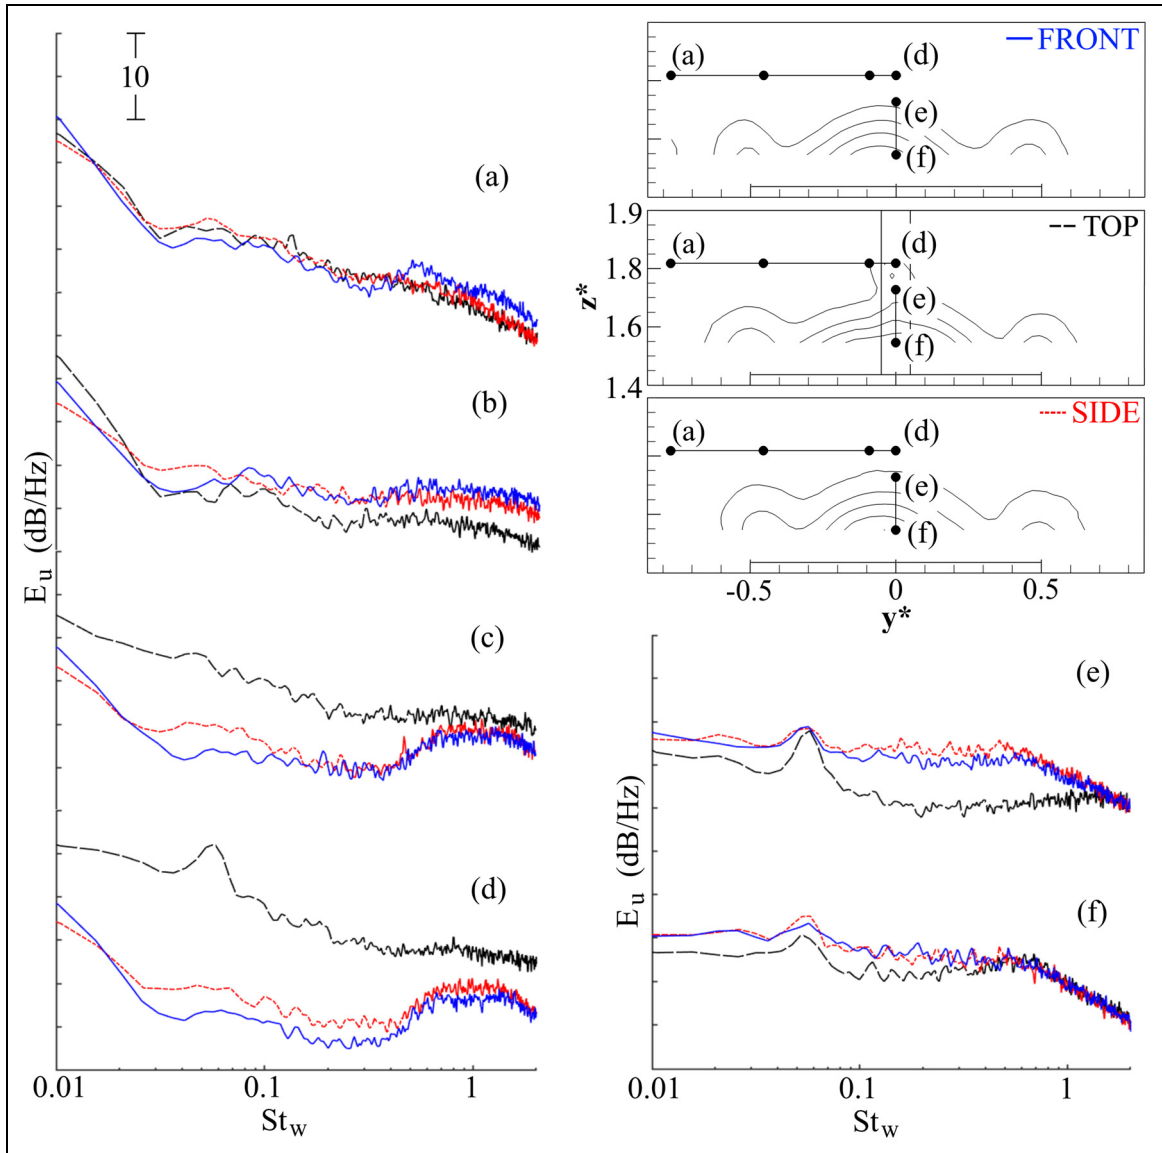 10
(a)
(b)
(c)
(d)
E_u (dB/Hz)
0.01 0.1 1
St_w
FRONT
(a) (d)
(e)
(f)
TOP
(a) (d)
(e)
(f)
1.9
1.8
z*
1.6
1.4
SIDE
(a) (d)
(e)
(f)
-0.5 0 0.5
y*
(e)
(f)
E_u (dB/Hz)
0.01 0.1 1
St_w